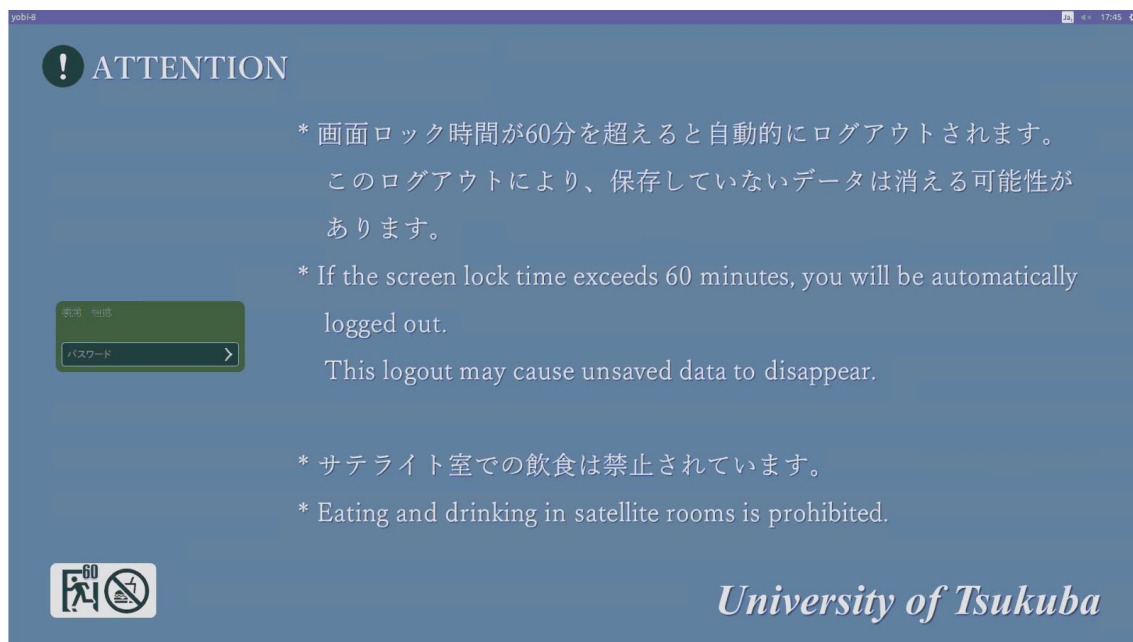 yobi-8
Ja, 17:45
! ATTENTION
* 画面ロック時間が60分を超えると自動的にログアウトされます。
このログアウトにより、保存していないデータは消える可能性が
あります。
* If the screen lock time exceeds 60 minutes, you will be automatically
logged out.
This logout may cause unsaved data to disappear.
パスワード
* サテライト室での飲食は禁止されています。
* Eating and drinking in satellite rooms is prohibited.
60
University of Tsukuba